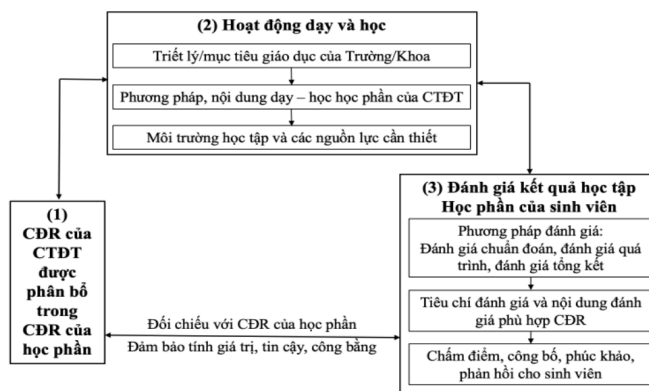 (2) Hoạt động dạy và học
Triết lý/mục tiêu giáo dục của Trường/Khoa
Phương pháp, nội dung dạy – học học phần của CTĐT
Môi trường học tập và các nguồn lực cần thiết
(1)
CĐR của
CTĐT
được
phân bổ
trong
CĐR của
học phần
Đối chiếu với CĐR của học phần
Đảm bảo tính giá trị, tin cậy, công bằng
(3) Đánh giá kết quả học tập
Học phần của sinh viên
Phương pháp đánh giá:
Đánh giá chuẩn đoán, đánh giá quá
trình, đánh giá tổng kết
Tiêu chí đánh giá và nội dung đánh
giá phù hợp CĐR
Chấm điểm, công bố, phúc khảo,
phản hồi cho sinh viên